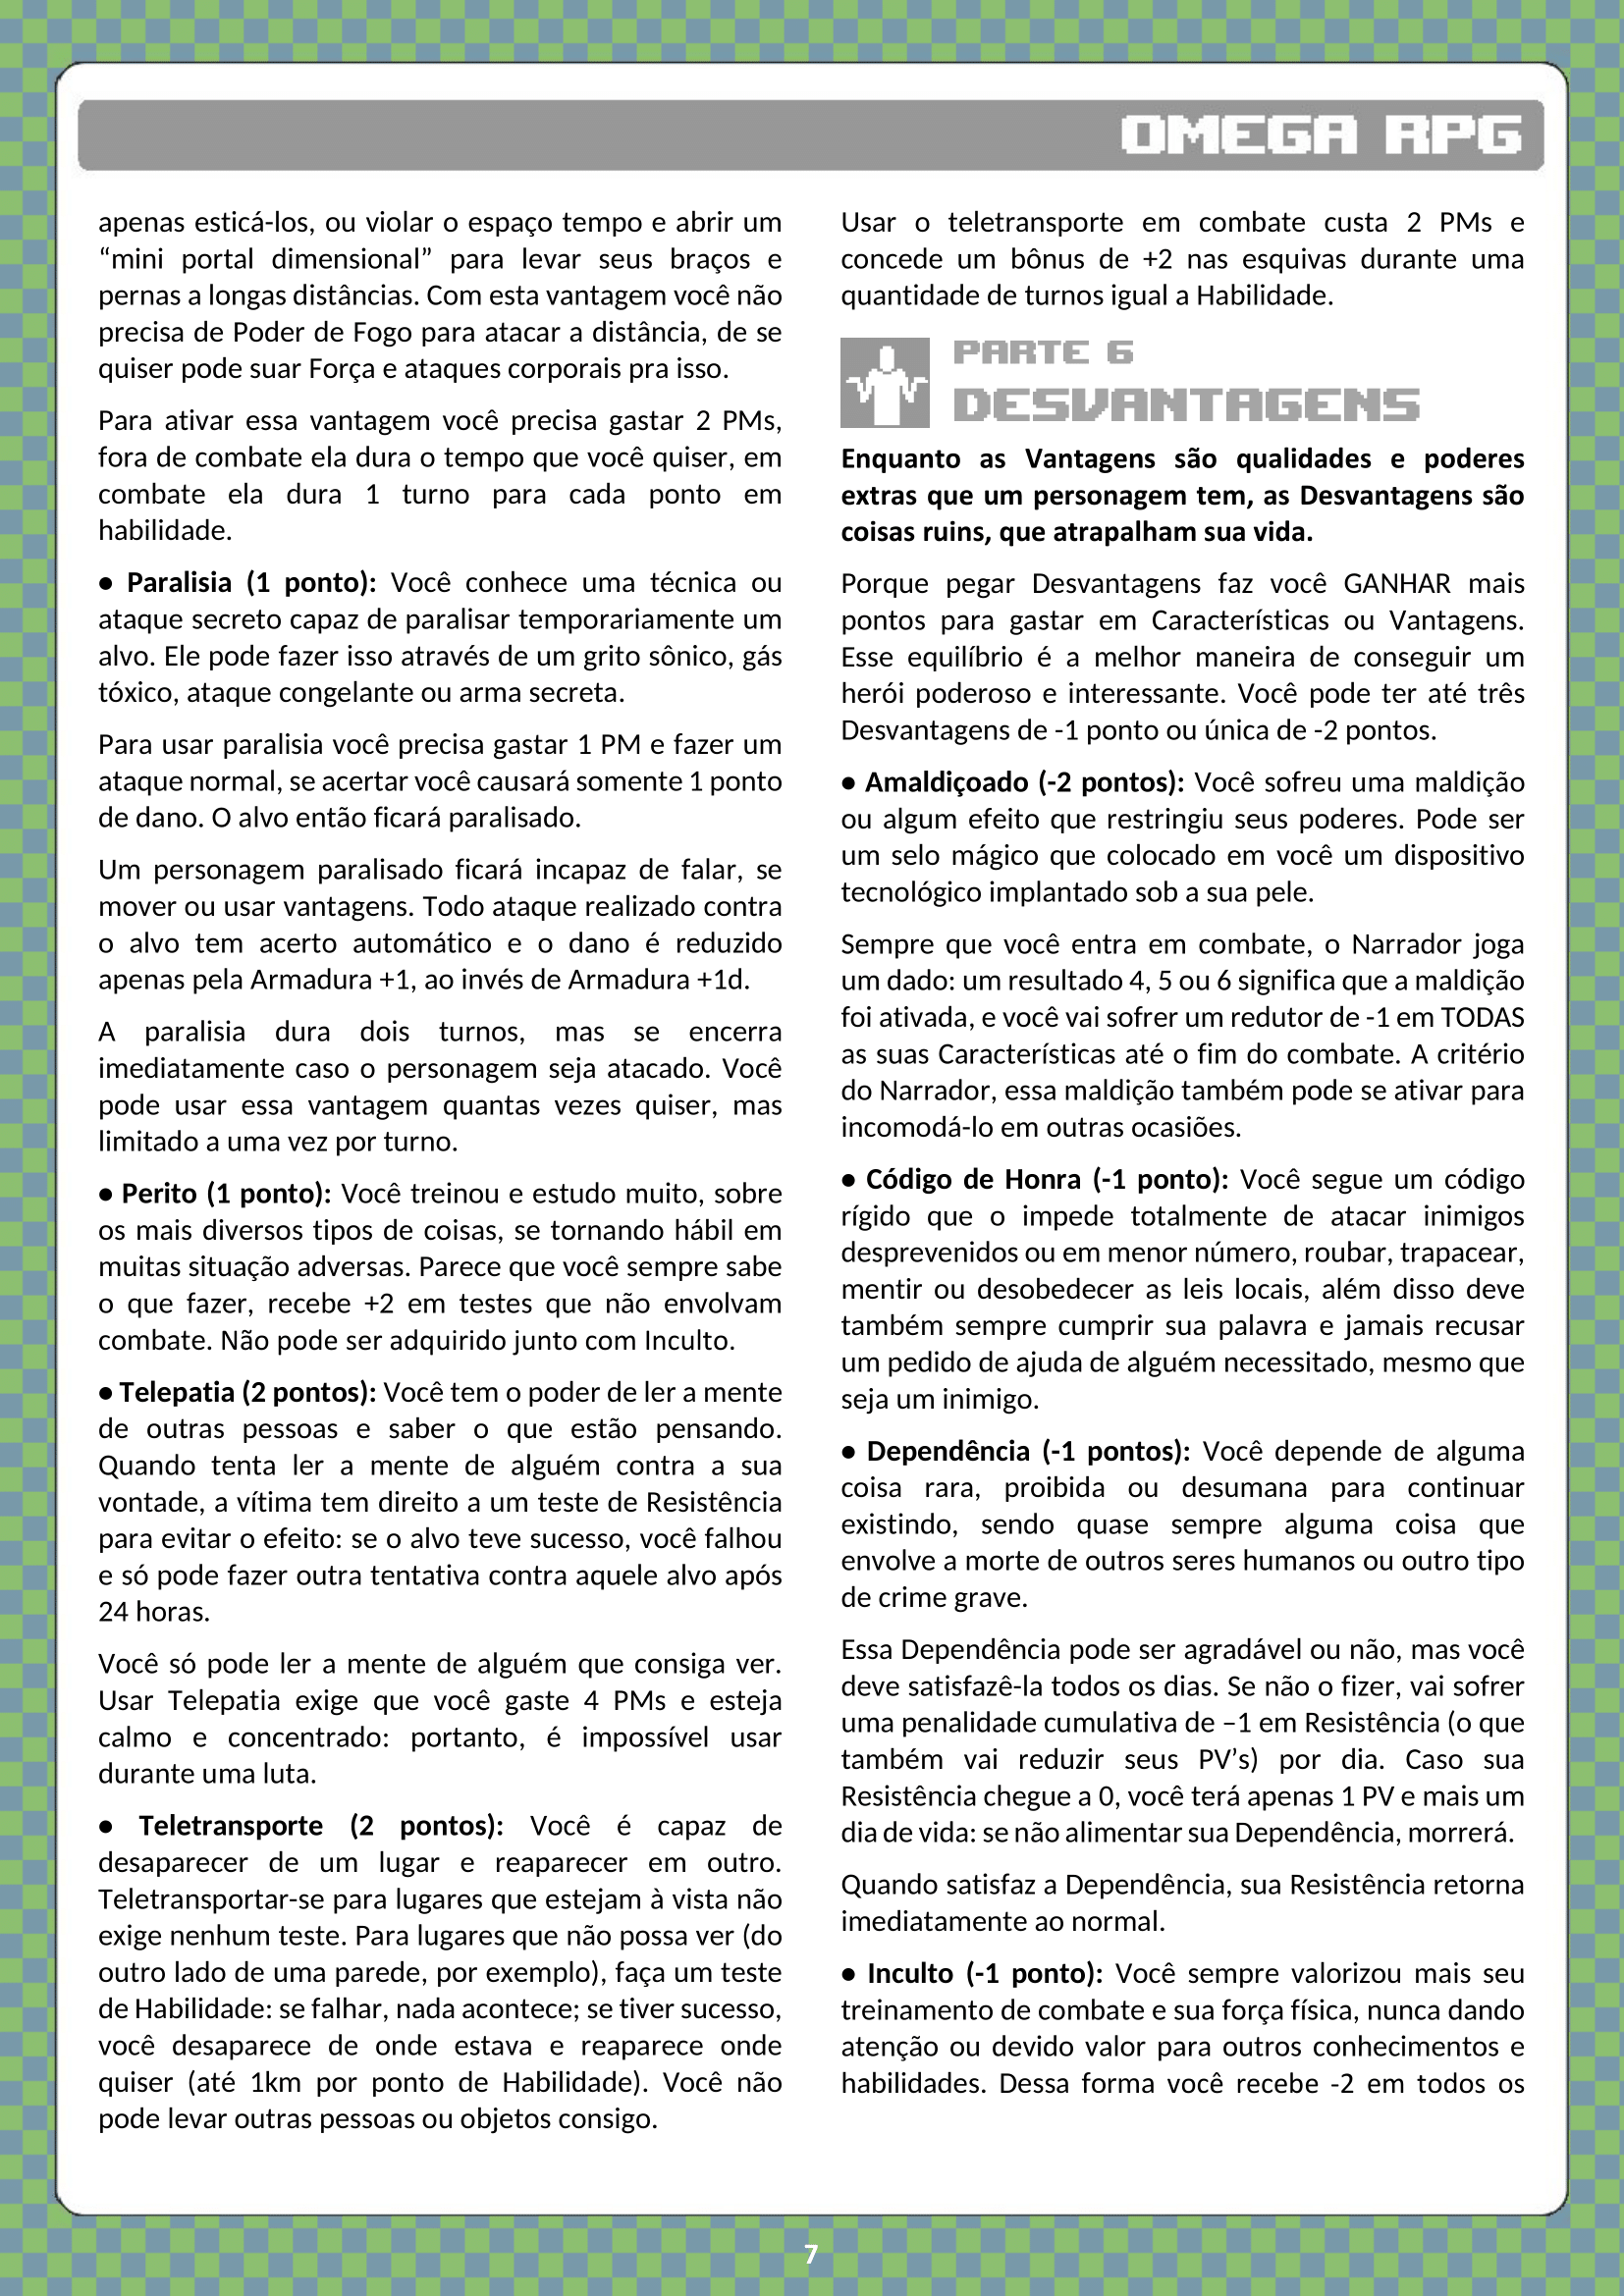 OMEGA RPG
apenas esticá-los, ou violar o espaço tempo e abrir um
“mini portal dimensional” para levar seus braços e
pernas a longas distâncias. Com esta vantagem você não
precisa de Poder de Fogo para atacar a distância, de se
quiser pode suar Força e ataques corporais pra isso.
Para ativar essa vantagem você precisa gastar 2 PMs,
fora de combate ela dura o tempo que você quiser, em
combate ela dura 1 turno para cada ponto em
habilidade.
● Paralisia (1 ponto): Você conhece uma técnica ou
ataque secreto capaz de paralisar temporariamente um
alvo. Ele pode fazer isso através de um grito sônico, gás
tóxico, ataque congelante ou arma secreta.
Para usar paralisia você precisa gastar 1 PM e fazer um
ataque normal, se acertar você causará somente 1 ponto
de dano. O alvo então ficará paralisado.
Um personagem paralisado ficará incapaz de falar, se
mover ou usar vantagens. Todo ataque realizado contra
o alvo tem acerto automático e o dano é reduzido
apenas pela Armadura +1, ao invés de Armadura +1d.
A paralisia dura dois turnos, mas se encerra
imediatamente caso o personagem seja atacado. Você
pode usar essa vantagem quantas vezes quiser, mas
limitado a uma vez por turno.
● Perito (1 ponto): Você treinou e estudo muito, sobre
os mais diversos tipos de coisas, se tornando hábil em
muitas situação adversas. Parece que você sempre sabe
o que fazer, recebe +2 em testes que não envolvam
combate. Não pode ser adquirido junto com Inculto.
● Telepatia (2 pontos): Você tem o poder de ler a mente
de outras pessoas e saber o que estão pensando.
Quando tenta ler a mente de alguém contra a sua
vontade, a vítima tem direito a um teste de Resistência
para evitar o efeito: se o alvo teve sucesso, você falhou
e só pode fazer outra tentativa contra aquele alvo após
24 horas.
Você só pode ler a mente de alguém que consiga ver.
Usar Telepatia exige que você gaste 4 PMs e esteja
calmo e concentrado: portanto, é impossível usar
durante uma luta.
● Teletransporte (2 pontos): Você é capaz de
desaparecer de um lugar e reaparecer em outro.
Teletransportar-se para lugares que estejam à vista não
exige nenhum teste. Para lugares que não possa ver (do
outro lado de uma parede, por exemplo), faça um teste
de Habilidade: se falhar, nada acontece; se tiver sucesso,
você desaparece de onde estava e reaparece onde
quiser (até 1km por ponto de Habilidade). Você não
pode levar outras pessoas ou objetos consigo.
Usar o teletransporte em combate custa 2 PMs e
concede um bônus de +2 nas esquivas durante uma
quantidade de turnos igual a Habilidade.
PARTE 6
DESVANTAGENS
Enquanto as Vantagens são qualidades e poderes
extras que um personagem tem, as Desvantagens são
coisas ruins, que atrapalham sua vida.
Porque pegar Desvantagens faz você GANHAR mais
pontos para gastar em Características ou Vantagens.
Esse equilíbrio é a melhor maneira de conseguir um
herói poderoso e interessante. Você pode ter até três
Desvantagens de -1 ponto ou única de -2 pontos.
● Amaldiçoado (-2 pontos): Você sofreu uma maldição
ou algum efeito que restringiu seus poderes. Pode ser
um selo mágico que colocado em você um dispositivo
tecnológico implantado sob a sua pele.
Sempre que você entra em combate, o Narrador joga
um dado: um resultado 4, 5 ou 6 significa que a maldição
foi ativada, e você vai sofrer um redutor de -1 em TODAS
as suas Características até o fim do combate. A critério
do Narrador, essa maldição também pode se ativar para
incomodá-lo em outras ocasiões.
● Código de Honra (-1 ponto): Você segue um código
rígido que o impede totalmente de atacar inimigos
desprevenidos ou em menor número, roubar, trapacear,
mentir ou desobedecer as leis locais, além disso deve
também sempre cumprir sua palavra e jamais recusar
um pedido de ajuda de alguém necessitado, mesmo que
seja um inimigo.
● Dependência (-1 pontos): Você depende de alguma
coisa rara, proibida ou desumana para continuar
existindo, sendo quase sempre alguma coisa que
envolve a morte de outros seres humanos ou outro tipo
de crime grave.
Essa Dependência pode ser agradável ou não, mas você
deve satisfazê-la todos os dias. Se não o fizer, vai sofrer
uma penalidade cumulativa de –1 em Resistência (o que
também vai reduzir seus PV’s) por dia. Caso sua
Resistência chegue a 0, você terá apenas 1 PV e mais um
dia de vida: se não alimentar sua Dependência, morrerá.
Quando satisfaz a Dependência, sua Resistência retorna
imediatamente ao normal.
● Inculto (-1 ponto): Você sempre valorizou mais seu
treinamento de combate e sua força física, nunca dando
atenção ou devido valor para outros conhecimentos e
habilidades. Dessa forma você recebe -2 em todos os
7